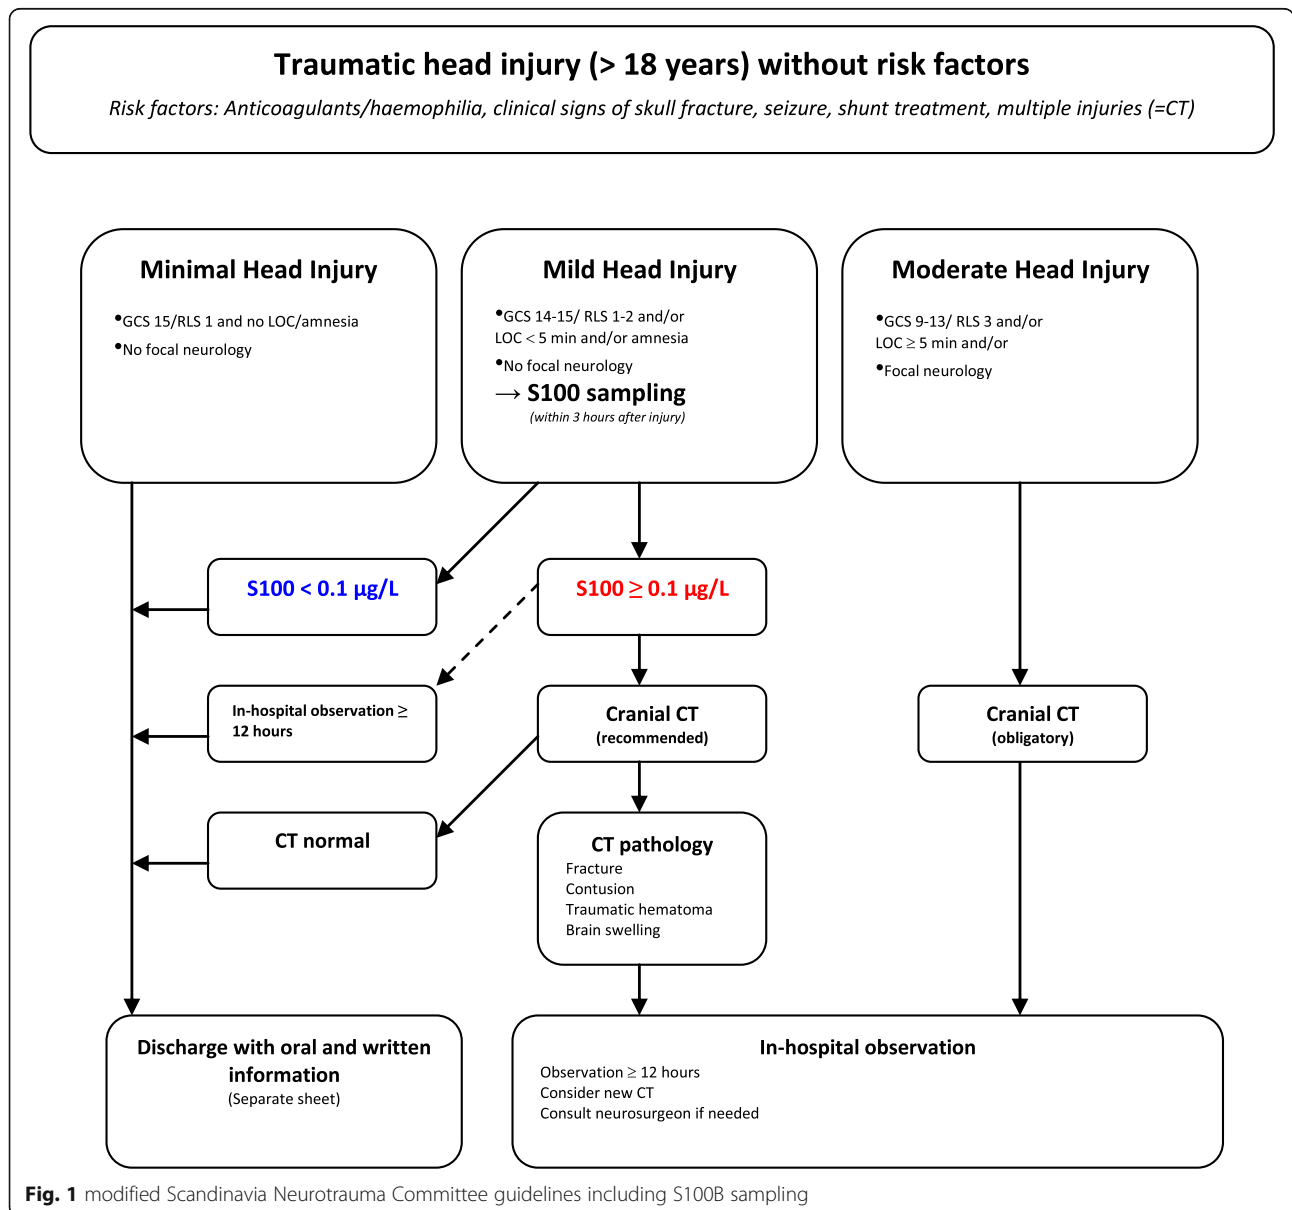 Traumatic head injury (> 18 years) without risk factors
Risk factors: Anticoagulants/haemophilia, clinical signs of skull fracture, seizure, shunt treatment, multiple injuries (=CT)
Minimal Head Injury
•GCS 15/RLS 1 and no LOC/amnesia
•No focal neurology
Mild Head Injury
•GCS 14-15/ RLS 1-2 and/or
LOC < 5 min and/or amnesia
•No focal neurology
→ S100 sampling
(within 3 hours after injury)
Moderate Head Injury
•GCS 9-13/ RLS 3 and/or
LOC ≥ 5 min and/or
•Focal neurology
S100 < 0.1 µg/L
S100 ≥ 0.1 µg/L
In-hospital observation ≥
12 hours
Cranial CT
(recommended)
Cranial CT
(obligatory)
CT normal
CT pathology
Fracture
Contusion
Traumatic hematoma
Brain swelling
Discharge with oral and written
information
(Separate sheet)
In-hospital observation
Observation ≥ 12 hours
Consider new CT
Consult neurosurgeon if needed
Fig. 1 modified Scandinavia Neurotrauma Committee guidelines including S100B sampling